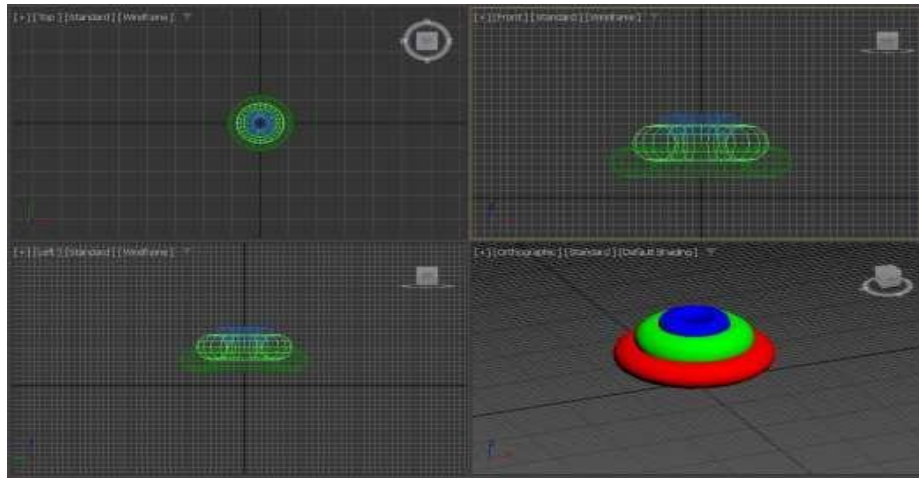 [+] [Top] [Standard] [Wireframe]
[+] [Front] [Standard] [Wireframe]
[+] [Left] [Standard] [Wireframe]
[+] [Orthographic] [Standard] [Default Shading]